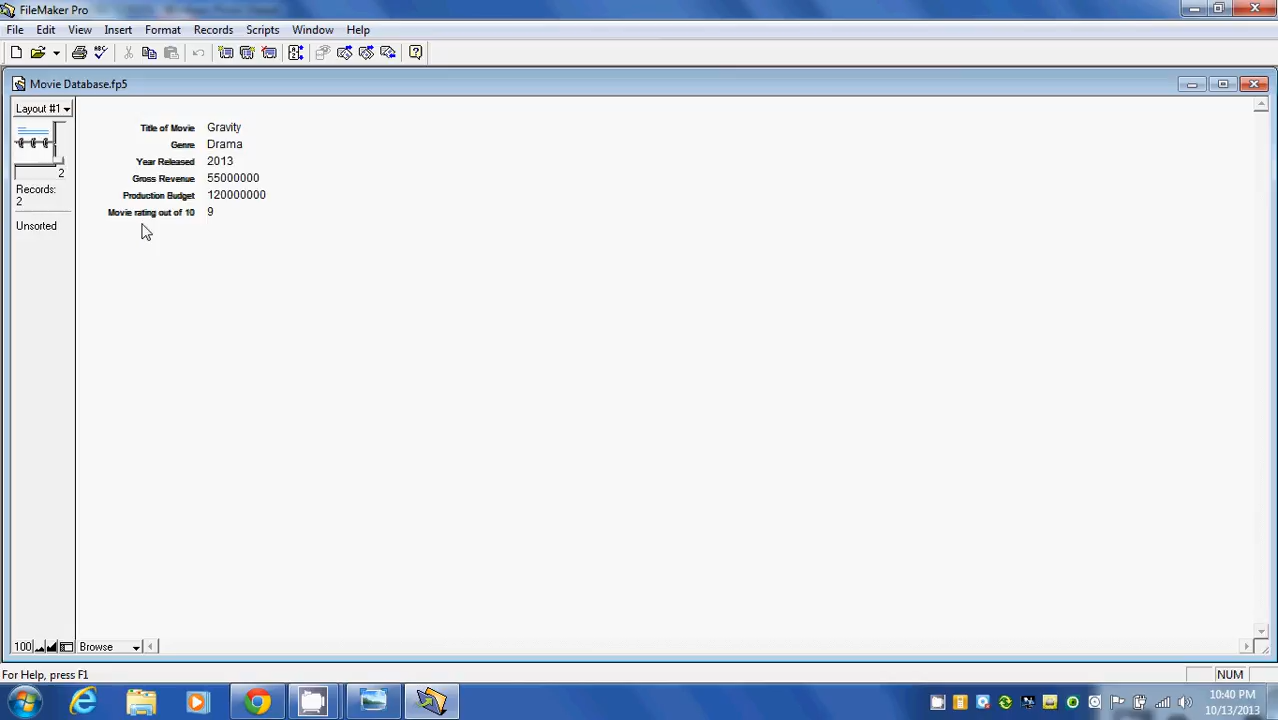 FileMaker Pro
File Edit View Insert Format Records Scripts Window Help
Movie Database.fp5
Layout #1
Title of Movie Gravity
Genre Drama
Year Released 2013
Gross Revenue 55000000
Production Budget 120000000
Movie rating out of 10 9
2
Records:
2
Unsorted
100 Browse
For Help, press F1
NUM
10:40 PM
10/13/2013